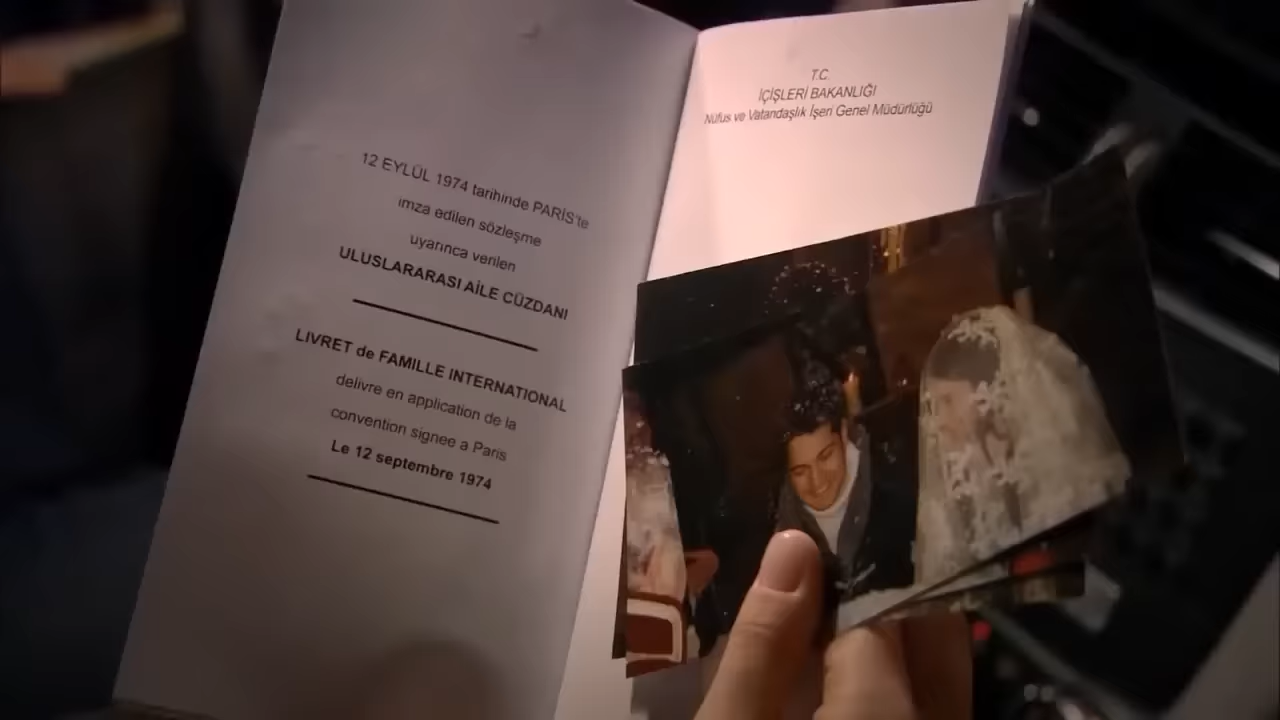 12 EYLÜL 1974 tarihinde PARİS'te
imza edilen sözleşme
uyarınca verilen
ULUSLARARASI AİLE CÜZDANI
LIVRET de FAMILLE INTERNATIONAL
delivre en application de la
convention signee a Paris
Le 12 septembre 1974
T.C.
İÇİŞLERİ BAKANLIĞI
Nüfus ve Vatandaşlık İşeri Genel Müdürlüğü